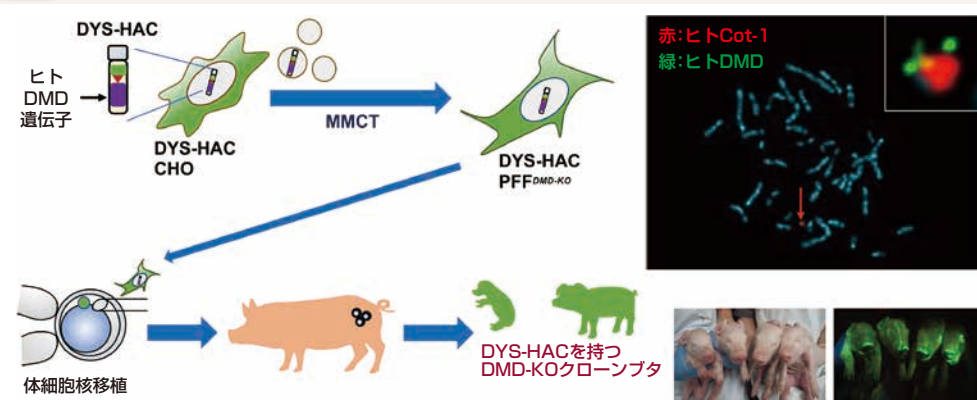 DYS-HAC
ヒト
DMD
遺伝子
DYS-HAC
CHO
MMCT
DYS-HAC
PFFDMD-KO
赤:ヒトCot-1
緑:ヒトDMD
体細胞核移植
DYS-HACを持つ
DMD-KOクローンブタ